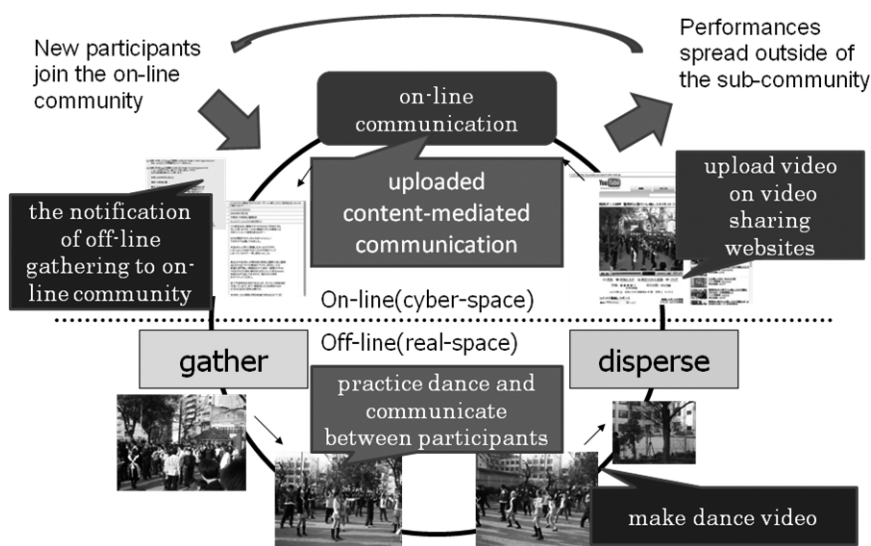 New participants
join the on-line
community
Performances
spread outside of
the sub-community
on-line
communication
uploaded
content-mediated
communication
the notification
of off-line
gathering to on-
line community
You Tube
upload video
on video
sharing
websites
On-line(cyber-space)
Off-line(real-space)
gather
disperse
practice dance and
communicate
between participants
make dance video